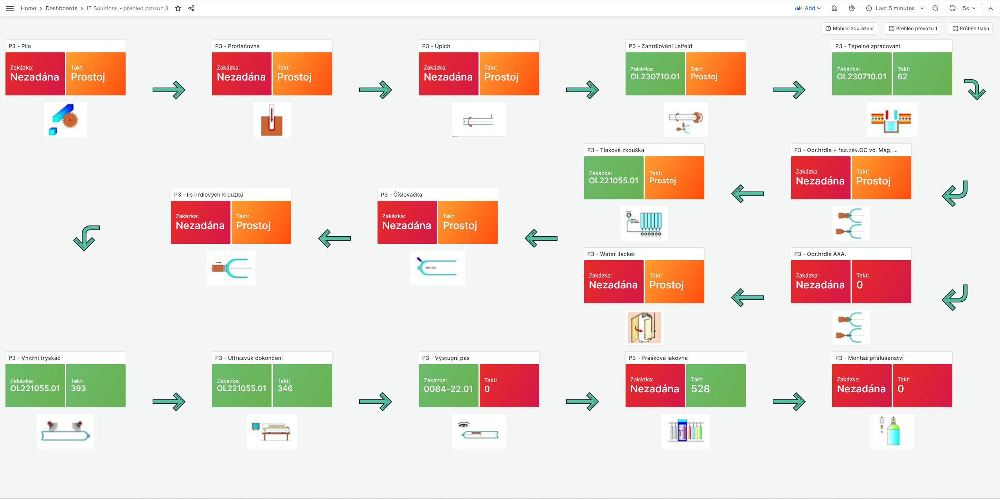 Home › Dashboards › IT Solutions - přehled provoz 3
Add
Last 5 minutes
5s
Mobilní zobrazení
Přehled provozu 1
Průběh tlaku
P3 - Pila
Zakázka:
Nezadána
Takt:
Prostoj
P3 - Protlačovna
Zakázka:
Nezadána
Takt:
Prostoj
P3 - Úpich
Zakázka:
Nezadána
Takt:
Prostoj
P3 - Zahrdlování Leifeld
Zakázka:
OL230710.01
Takt:
Prostoj
P3 - Tepelné zpracování
Zakázka:
OL230710.01
Takt:
62
P3 - Tlaková zkouška
Zakázka:
OL221055.01
Takt:
Prostoj
P3 - Opr.hrdla + řez.záv.OC vč. Mag. ...
Zakázka:
Nezadána
Takt:
Prostoj
P3 - lis hrdlových kroužků
Zakázka:
Nezadána
Takt:
Prostoj
P3 - Číslovačka
Zakázka:
Nezadána
Takt:
Prostoj
P3 - Water Jacket
Zakázka:
Nezadána
Takt:
Prostoj
P3 - Opr.hrdla AXA.
Zakázka:
Nezadána
Takt:
0
P3 - Vnitřní tryskáč
Zakázka:
OL221055.01
Takt:
393
P3 - Ultrazvuk dokončení
Zakázka:
OL221055.01
Takt:
346
P3 - Výstupní pás
Zakázka:
0084-22.01
Takt:
0
P3 - Prášková lakovna
Zakázka:
Nezadána
Takt:
528
P3 - Montáž příslušenství
Zakázka:
Nezadána
Takt:
0